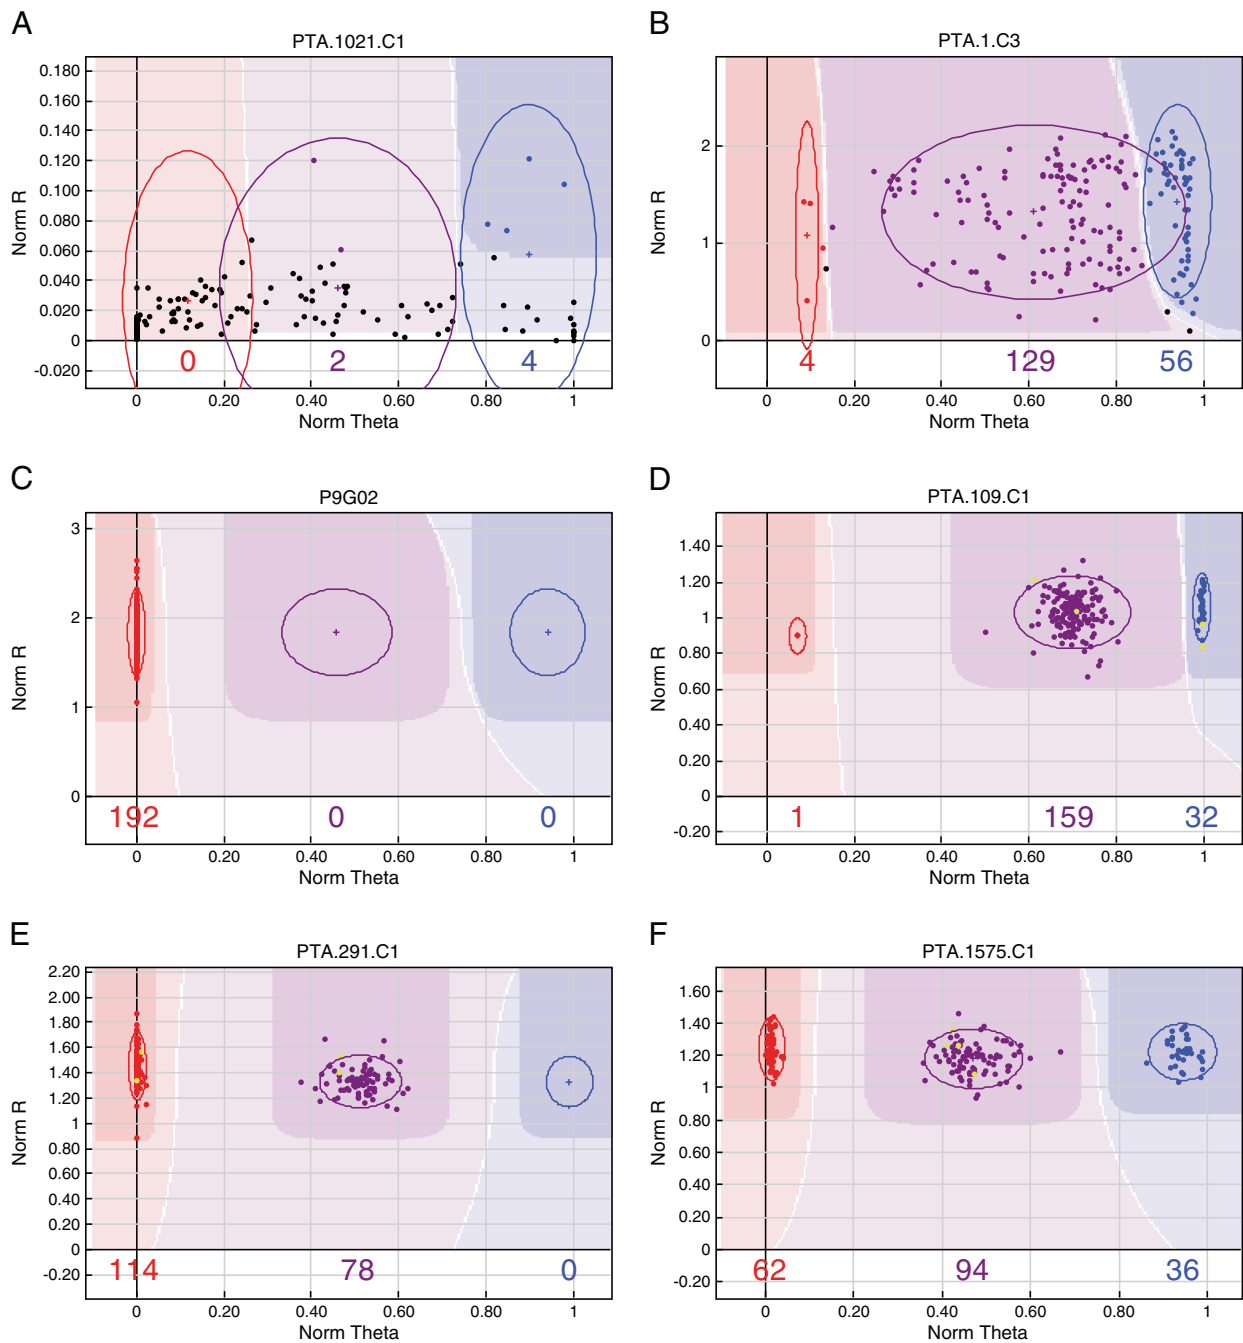 A
PTA.1021.C1
0.180
0.160
0.140
0.120
0.100
0.080
0.060
0.040
0.020
0
-0.020
Norm R
0 2 4
0 0.20 0.40 0.60 0.80 1
Norm Theta
B
PTA.1.C3
2
1
0
Norm R
4 129 56
0 0.20 0.40 0.60 0.80 1
Norm Theta
C
P9G02
3
2
1
0
Norm R
192 0 0
0 0.20 0.40 0.60 0.80 1
Norm Theta
D
PTA.109.C1
1.40
1.20
1
0.80
0.60
0.40
0.20
0
-0.20
Norm R
1 159 32
0 0.20 0.40 0.60 0.80 1
Norm Theta
E
PTA.291.C1
2.20
2.00
1.80
1.60
1.40
1.20
1
0.80
0.60
0.40
0.20
0
-0.20
Norm R
114 78 0
0 0.20 0.40 0.60 0.80 1
Norm Theta
F
PTA.1575.C1
1.60
1.40
1.20
1
0.80
0.60
0.40
0.20
0
-0.20
Norm R
62 94 36
0 0.20 0.40 0.60 0.80 1
Norm Theta